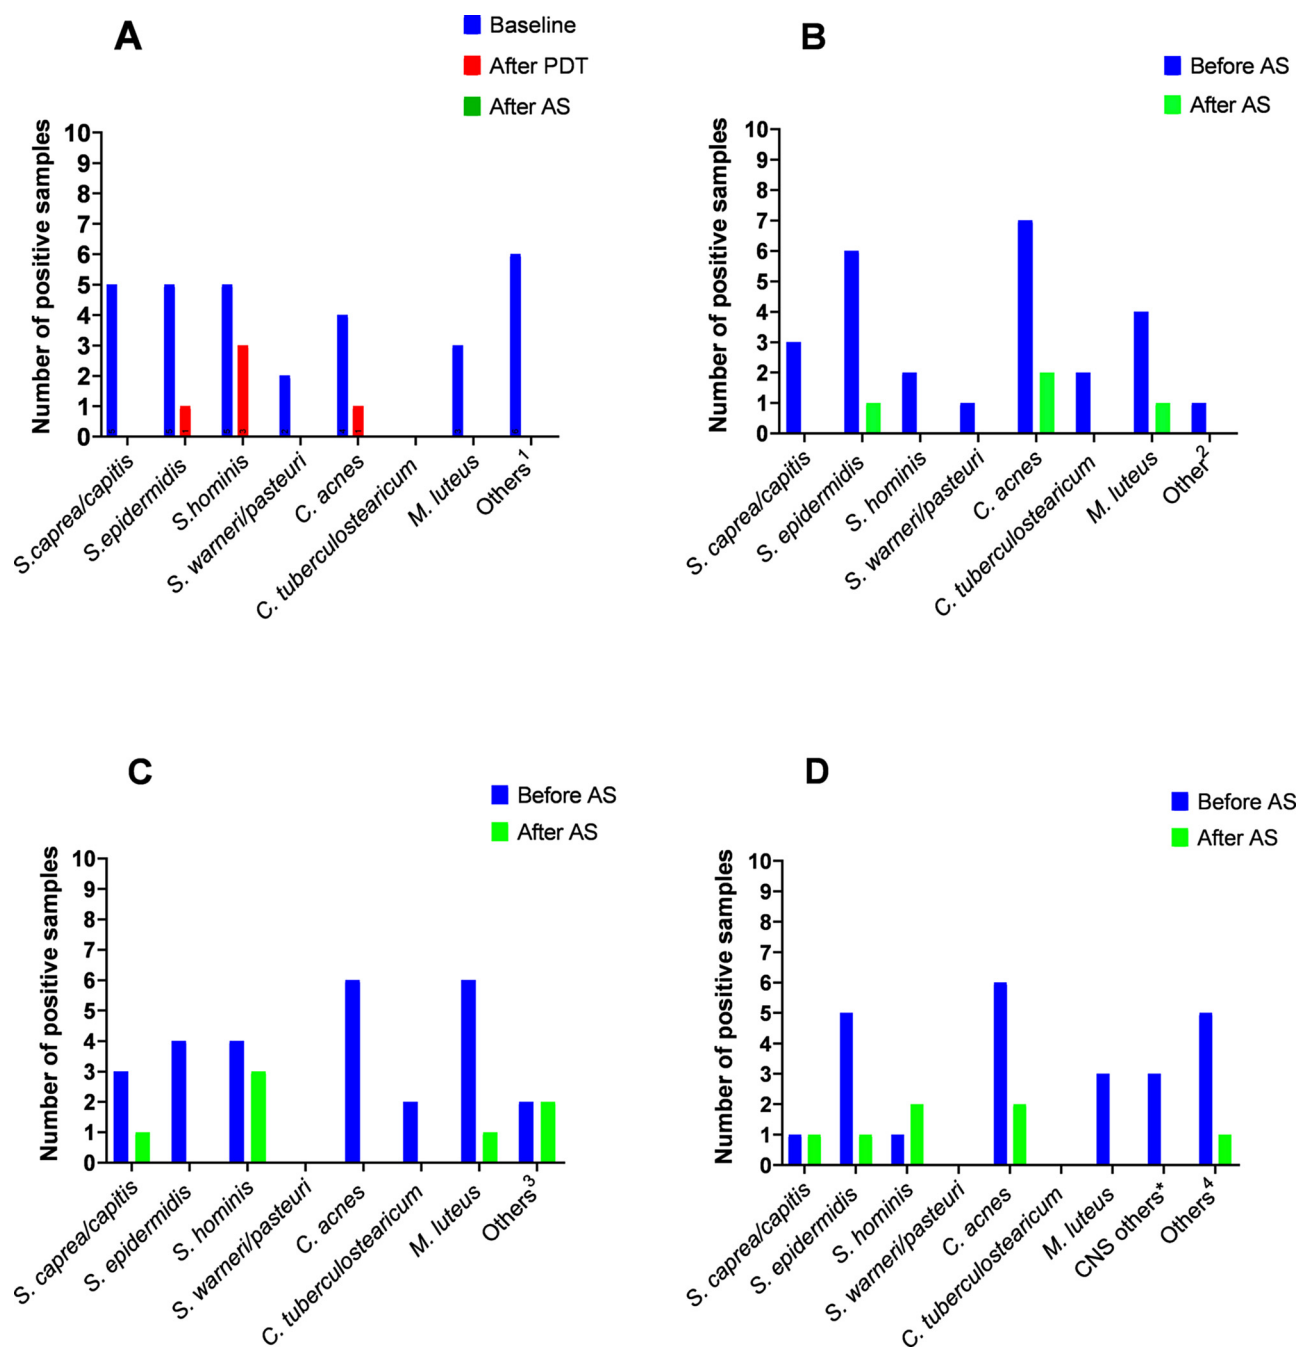 A
Baseline
After PDT
After AS
Number of positive samples
10
9
8
7
6
5
4
3
2
1
0
S.caprea/capitis
S.epidermidis
S.hominis
S. warneri/pasteuri
C. acnes
C. tuberculostearicum
M. luteus
Others 1
B
Before AS
After AS
Number of positive samples
10
9
8
7
6
5
4
3
2
1
0
S. caprea/capitis
S. epidermidis
S. hominis
S. warneri/pasteuri
C. acnes
C. tuberculostearicum
M. luteus
Other2
C
Before AS
After AS
Number of positive samples
10
9
8
7
6
5
4
3
2
1
0
S. caprea/capitis
S. epidermidis
S. hominis
S. warneri/pasteuri
C. acnes
C. tuberculostearicum
M. luteus
Others3
D
Before AS
After AS
Number of positive samples
10
9
8
7
6
5
4
3
2
1
0
S. caprea/capitis
S. epidermidis
S. hominis
S. warneri/pasteuri
C. acnes
C. tuberculostearicum
M. luteus
CNS others*
Others4